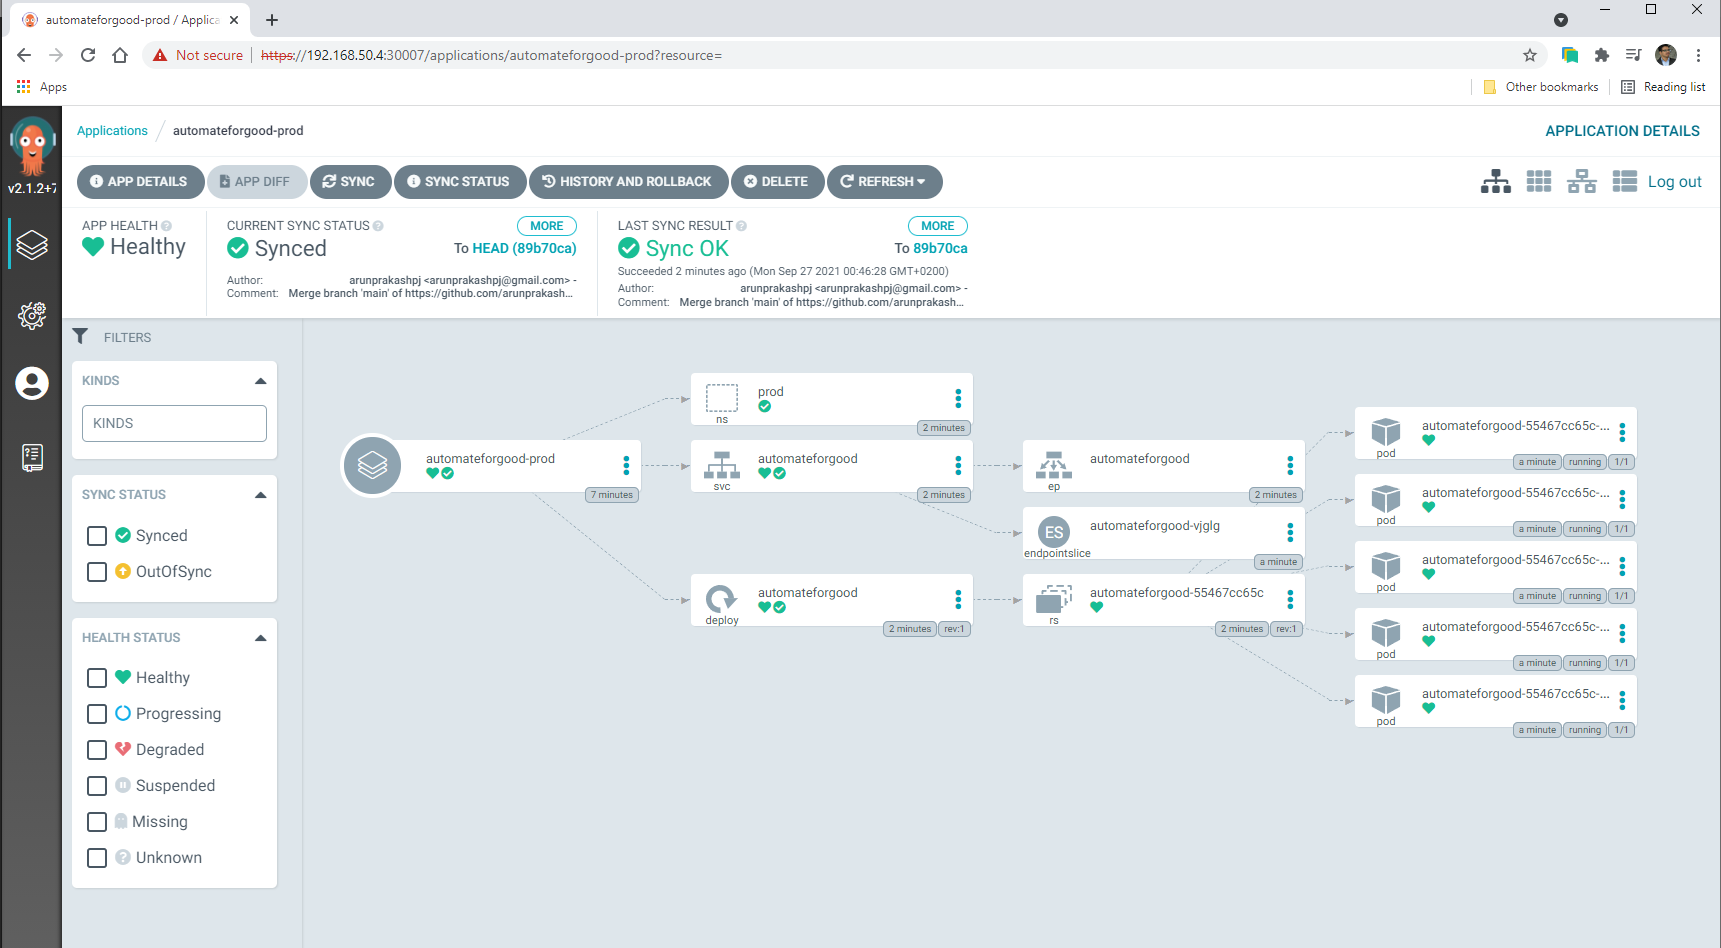 automateforgood-prod / Applica
Not secure
https://192.168.50.4:30007/applications/automateforgood-prod?resource=
Apps
Other bookmarks
Reading list
v2.1.2+7
Applications
automateforgood-prod
APPLICATION DETAILS
APP DETAILS
APP DIFF
SYNC
SYNC STATUS
HISTORY AND ROLLBACK
DELETE
REFRESH
Log out
APP HEALTH
Healthy
CURRENT SYNC STATUS
MORE
Synced
To HEAD (89b70ca)
Author: arunprakashpj <arunprakashpj@gmail.com> -
Comment: Merge branch 'main' of https://github.com/arunprakash...
LAST SYNC RESULT
MORE
Sync OK
To 89b70ca
Succeeded 2 minutes ago (Mon Sep 27 2021 00:46:28 GMT+0200)
Author: arunprakashpj <arunprakashpj@gmail.com> -
Comment: Merge branch 'main' of https://github.com/arunprakash...
FILTERS
KINDS
KINDS
SYNC STATUS
Synced
OutOfSync
HEALTH STATUS
Healthy
Progressing
Degraded
Suspended
Missing
Unknown
automateforgood-prod
7 minutes
prod
ns
2 minutes
automateforgood
svc
2 minutes
automateforgood
deploy
2 minutes
rev:1
automateforgood
ep
2 minutes
ES
automateforgood-vjglg
endpointslice
a minute
automateforgood-55467cc65c
rs
2 minutes
rev:1
automateforgood-55467cc65c-...
pod
a minute
running
1/1
automateforgood-55467cc65c-...
pod
a minute
running
1/1
automateforgood-55467cc65c-...
pod
a minute
running
1/1
automateforgood-55467cc65c-...
pod
a minute
running
1/1
automateforgood-55467cc65c-...
pod
a minute
running
1/1